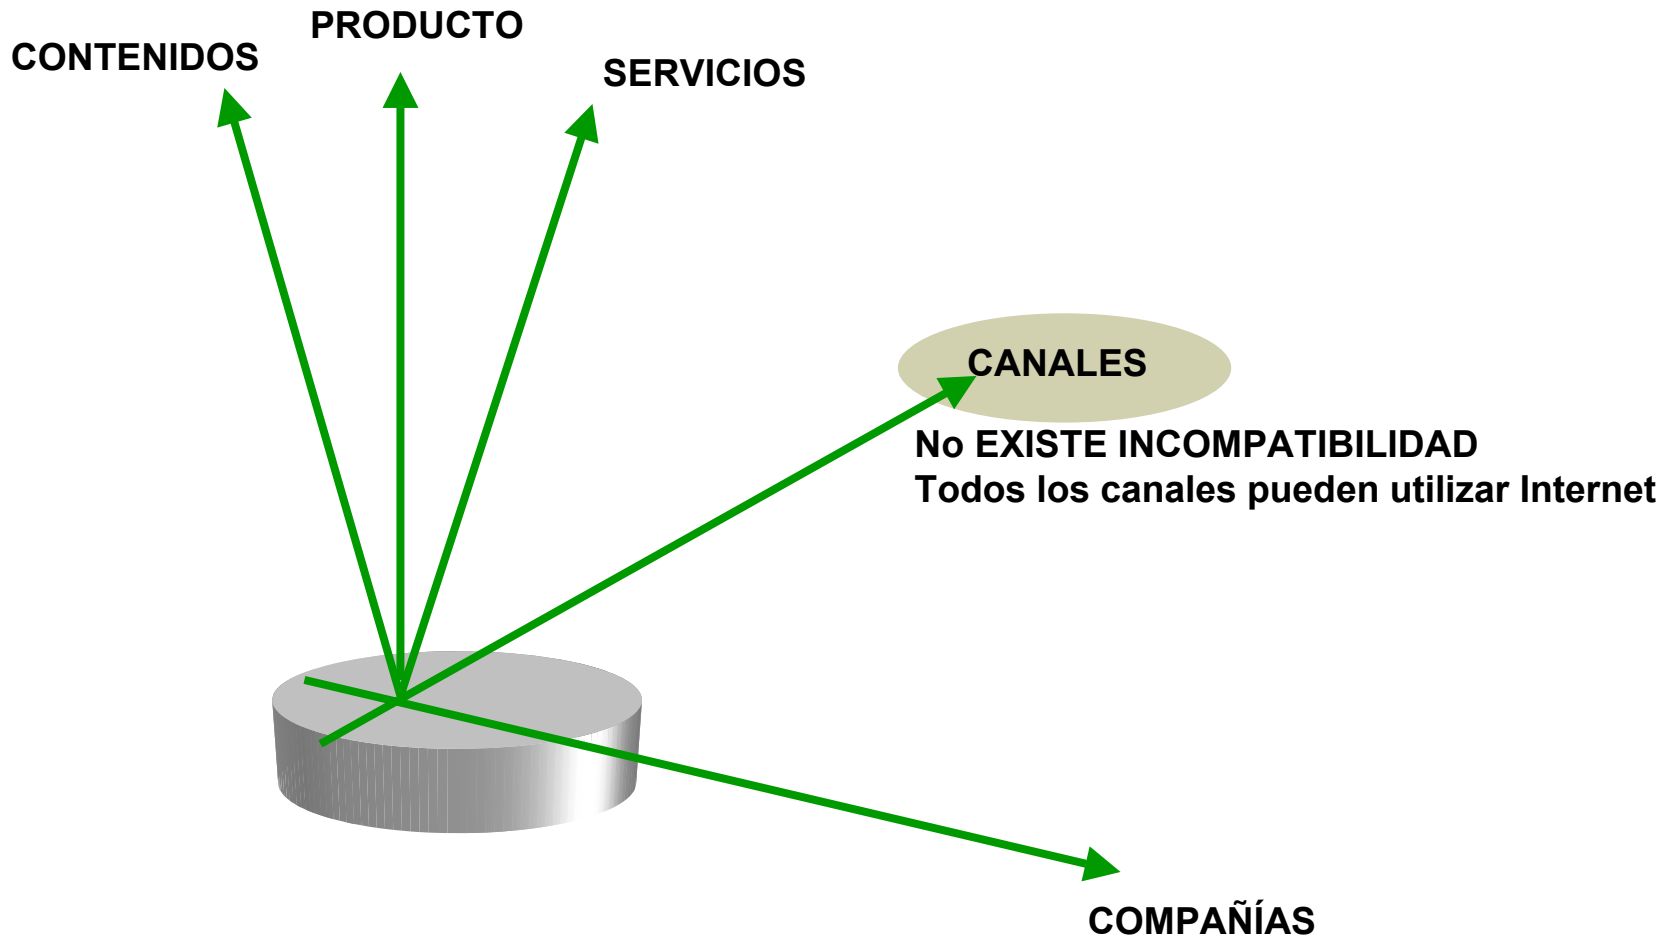 PRODUCTO
CONTENIDOS
SERVICIOS
CANALES
No EXISTE INCOMPATIBILIDAD
Todos los canales pueden utilizar Internet
COMPAÑÍAS